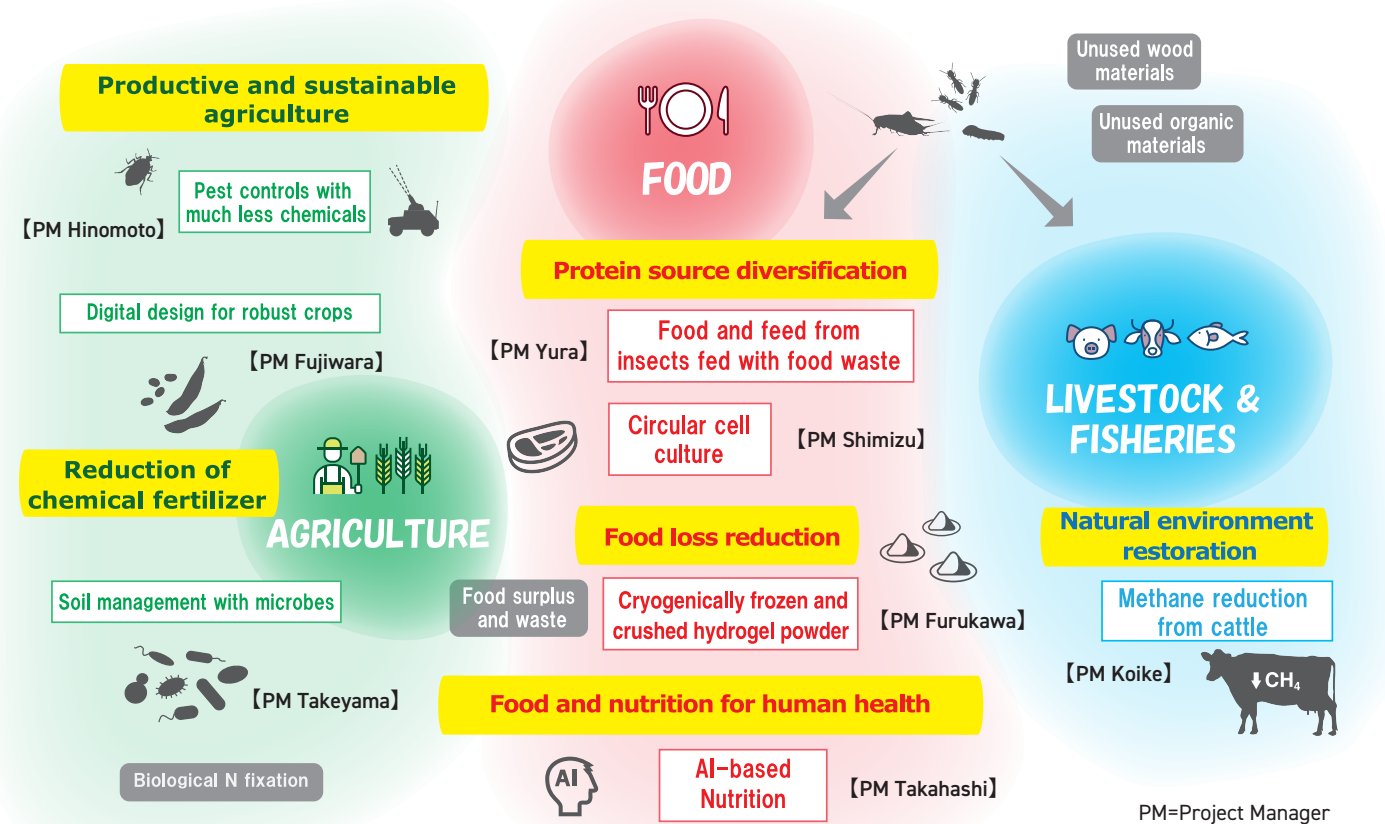 Productive and sustainable
agriculture
Pest controls with
much less chemicals
【PM Hinomoto】
Digital design for robust crops
【PM Fujiwara】
Reduction of
chemical fertilizer
AGRICULTURE
Soil management with microbes
【PM Takeyama】
Biological N fixation
FOOD
Protein source diversification
【PM Yura】
Food and feed from
insects fed with food waste
Circular cell
culture
【PM Shimizu】
Food loss reduction
Food surplus
and waste
Cryogenically frozen and
crushed hydrogel powder
【PM Furukawa】
Food and nutrition for human health
AI
AI-based
Nutrition
【PM Takahashi】
Unused wood
materials
Unused organic
materials
LIVESTOCK &
FISHERIES
Natural environment
restoration
Methane reduction
from cattle
【PM Koike】
⬇CH₄
PM=Project Manager